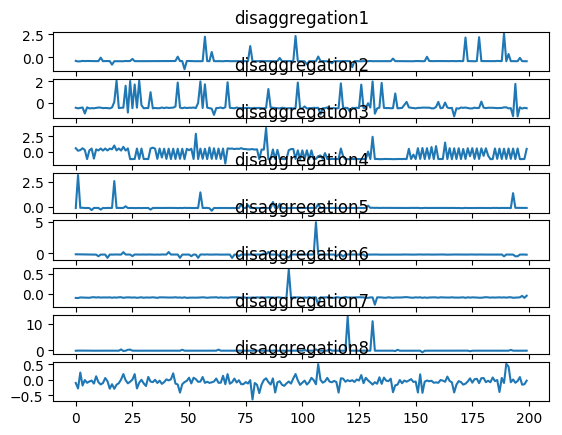 disaggregation1
2.5
0.0
disaggregation2
2
0
disaggregation3
2.5
0.0
disaggregation4
2.5
0.0
disaggregation5
5
0
disaggregation6
0.5
0.0
disaggregation7
10
0
disaggregation8
0.5
0.0
−0.5
0 25 50 75 100 125 150 175 200